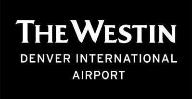 THE WESTIN
DENVER INTERNATIONAL
AIRPORT